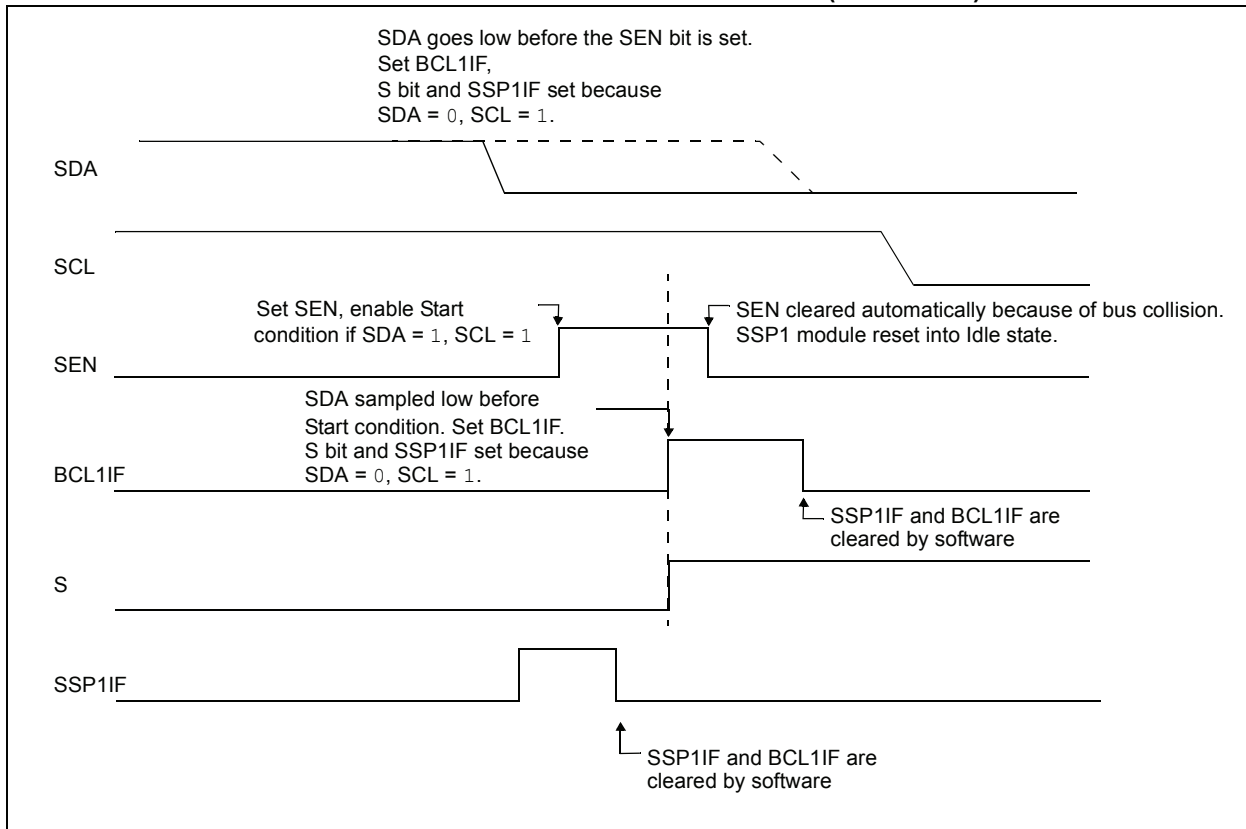 SDA goes low before the SEN bit is set.
Set BCL1IF,
S bit and SSP1IF set because
SDA = 0, SCL = 1.
SDA
SCL
Set SEN, enable Start
condition if SDA = 1, SCL = 1
SEN cleared automatically because of bus collision.
SSP1 module reset into Idle state.
SEN
SDA sampled low before
Start condition. Set BCL1IF.
S bit and SSP1IF set because
SDA = 0, SCL = 1.
BCL1IF
SSP1IF and BCL1IF are
cleared by software
S
SSP1IF
SSP1IF and BCL1IF are
cleared by software